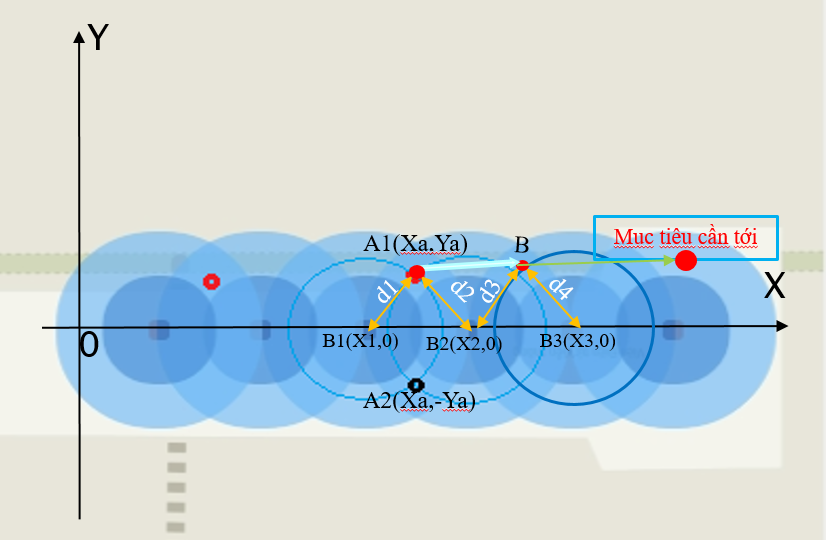 Y
A1(Xa,Ya)
B
Muc tiêu cần tới
X
d1
d2
d3
d4
0
B1(X1,0)
B2(X2,0)
B3(X3,0)
A2(Xa,-Ya)